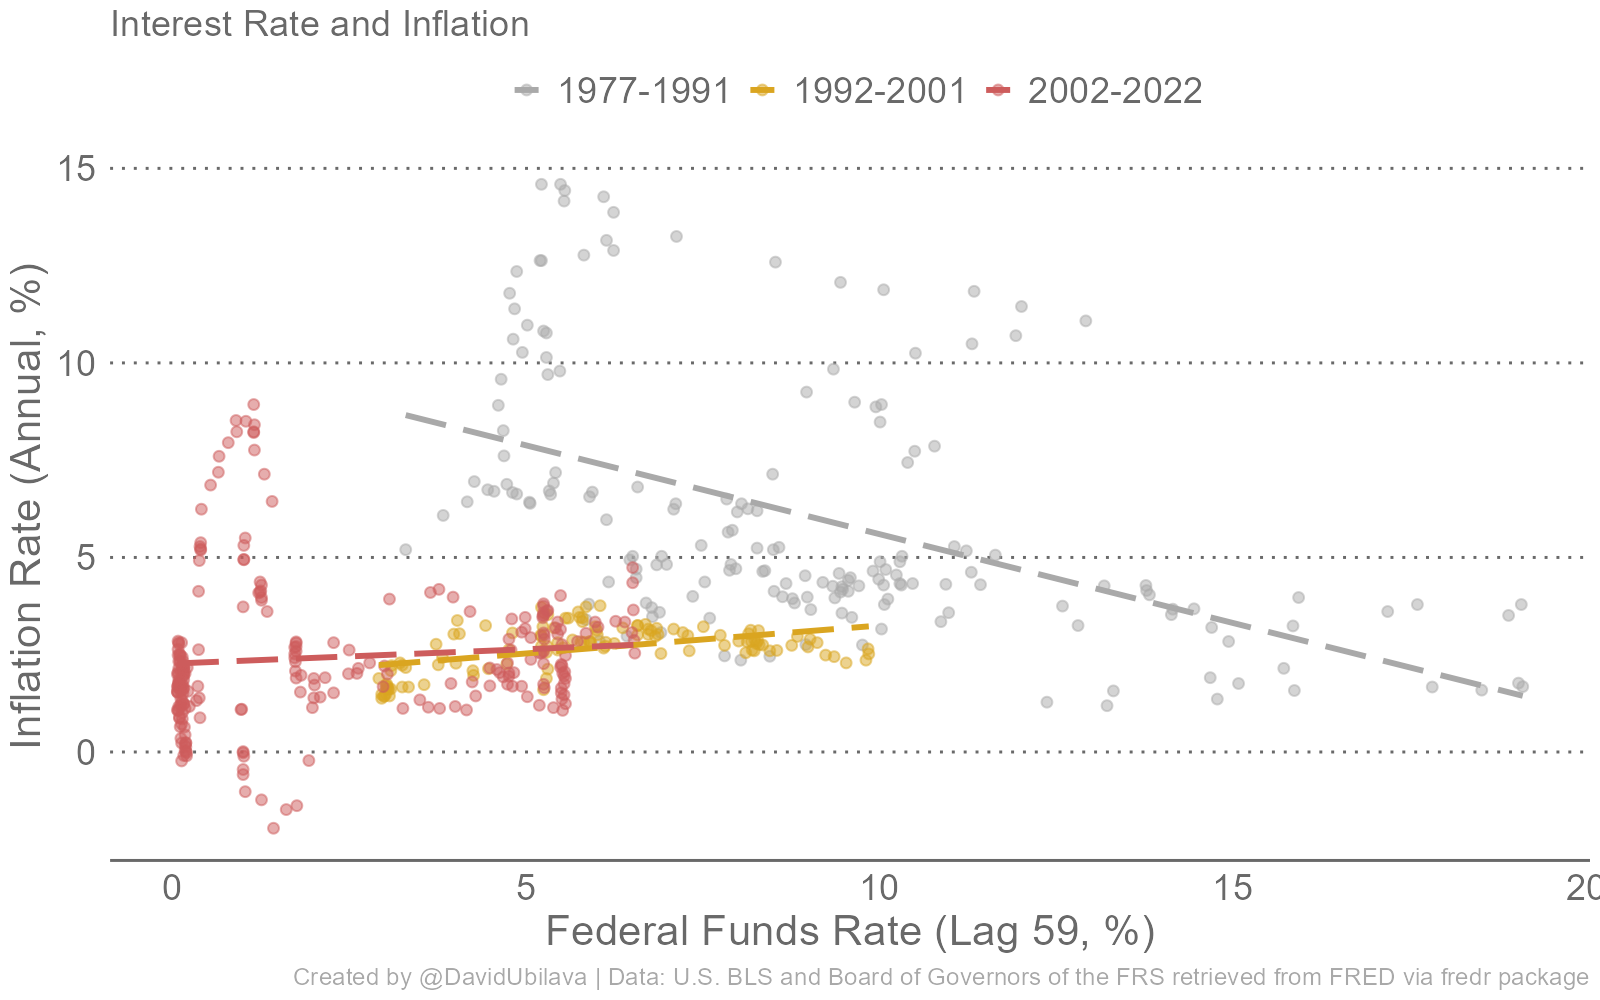 Interest Rate and Inflation
1977-1991 1992-2001 2002-2022
15
10
5
0
Inflation Rate (Annual, %)
0 5 10 15 20
Federal Funds Rate (Lag 59, %)
Created by @DavidUbilava | Data: U.S. BLS and Board of Governors of the FRS retrieved from FRED via fredr package